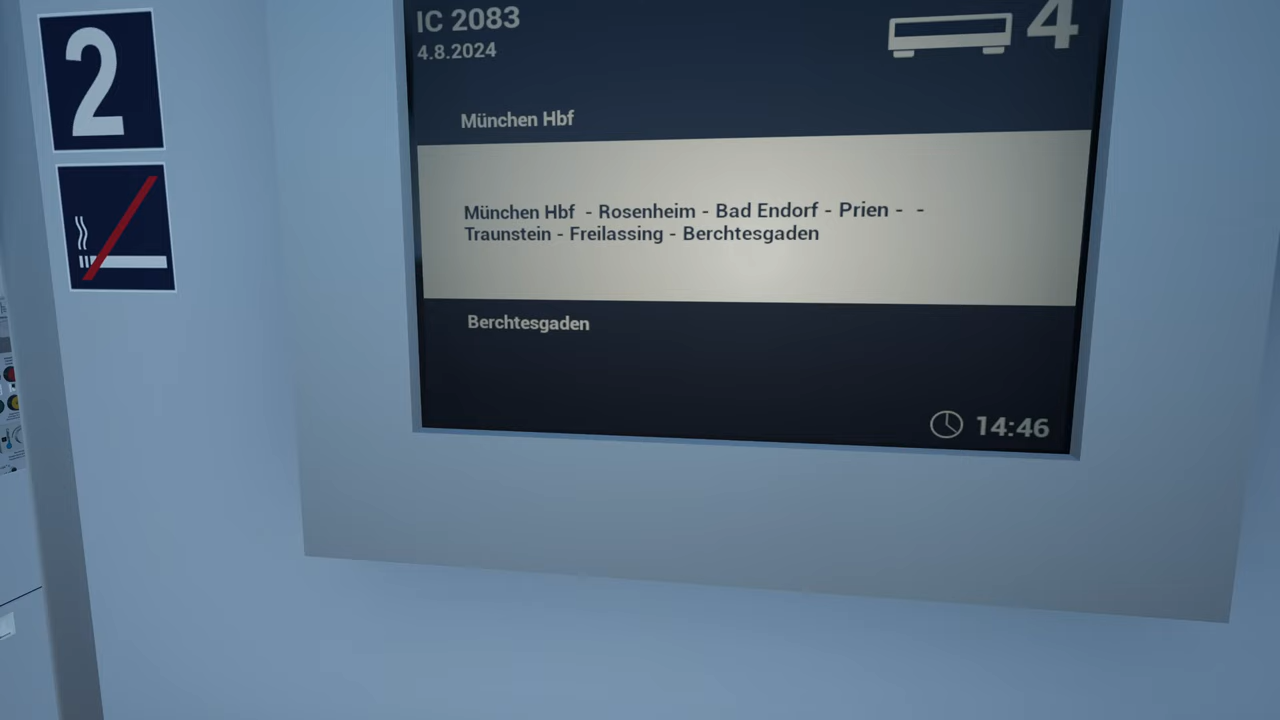 2
IC 2083
4.8.2024
4
München Hbf
München Hbf - Rosenheim - Bad Endorf - Prien - -
Traunstein - Freilassing - Berchtesgaden
Berchtesgaden
14:46